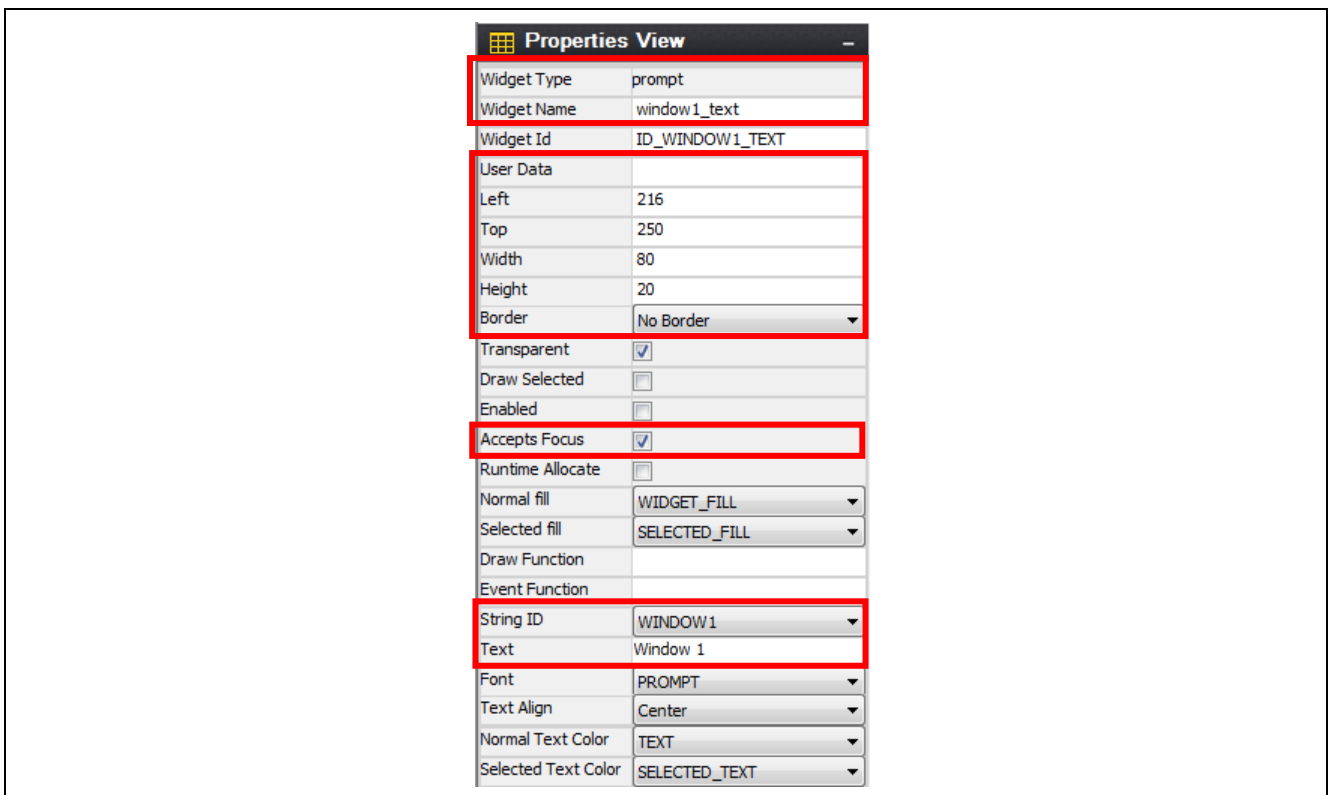 Properties View
Widget Type prompt
Widget Name window1_text
Widget Id ID_WINDOW1_TEXT
User Data
Left 216
Top 250
Width 80
Height 20
Border No Border
Transparent
Draw Selected
Enabled
Accepts Focus
Runtime Allocate
Normal fill WIDGET_FILL
Selected fill SELECTED_FILL
Draw Function
Event Function
String ID WINDOW1
Text Window 1
Font PROMPT
Text Align Center
Normal Text Color TEXT
Selected Text Color SELECTED_TEXT